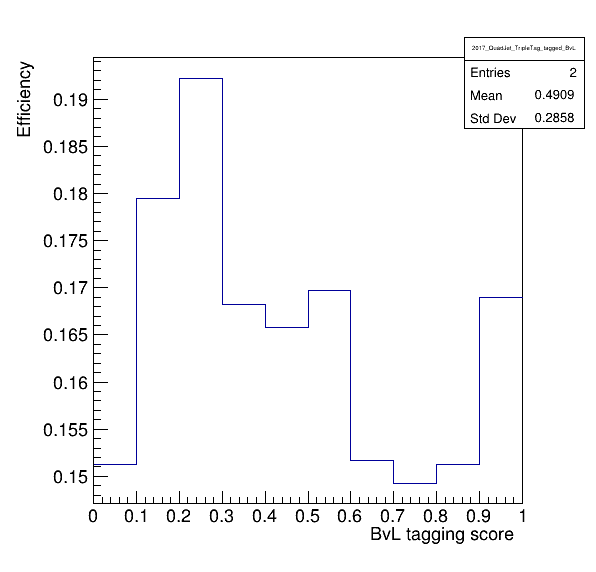 2017_QuadJet_TripleTag_tagged_BvL
Entries 2
Mean 0.4909
Std Dev 0.2858
Efficiency
0.19
0.185
0.18
0.175
0.17
0.165
0.16
0.155
0.15
0 0.1 0.2 0.3 0.4 0.5 0.6 0.7 0.8 0.9 1
BvL tagging score